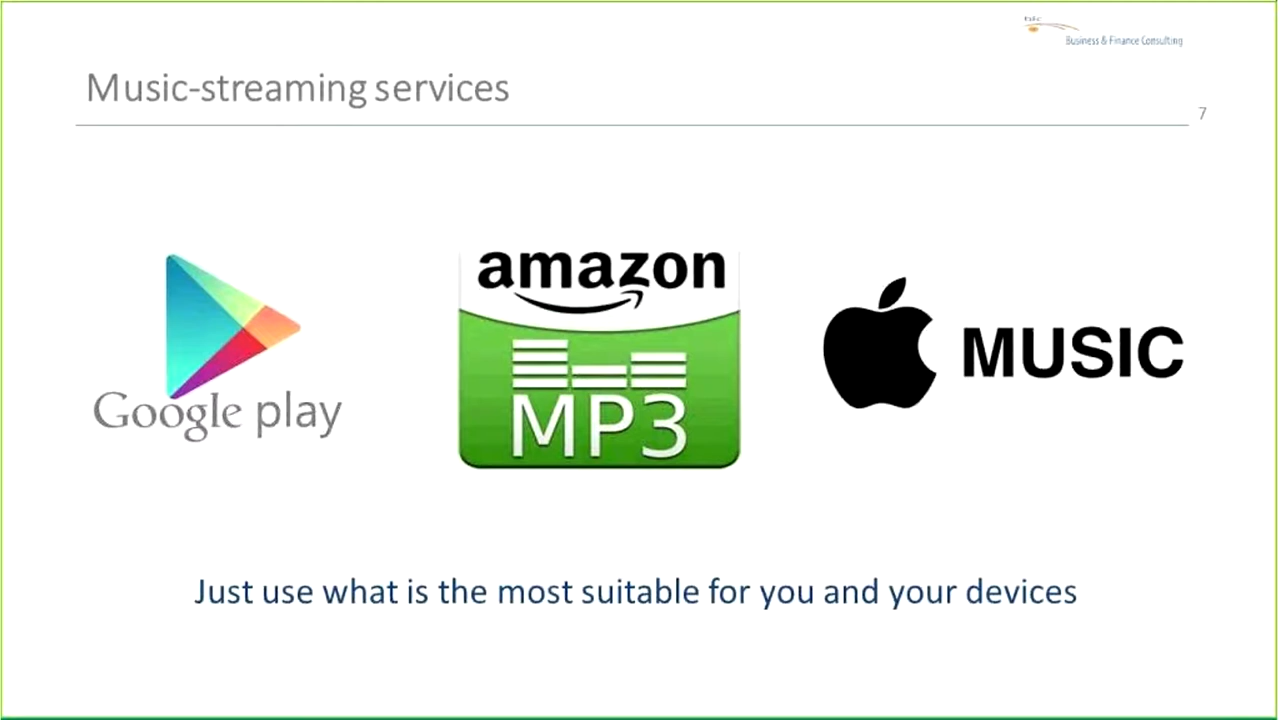 Business & Finance Consulting
Music-streaming services
7
amazon
MP3
Google play
MUSIC
Just use what is the most suitable for you and your devices